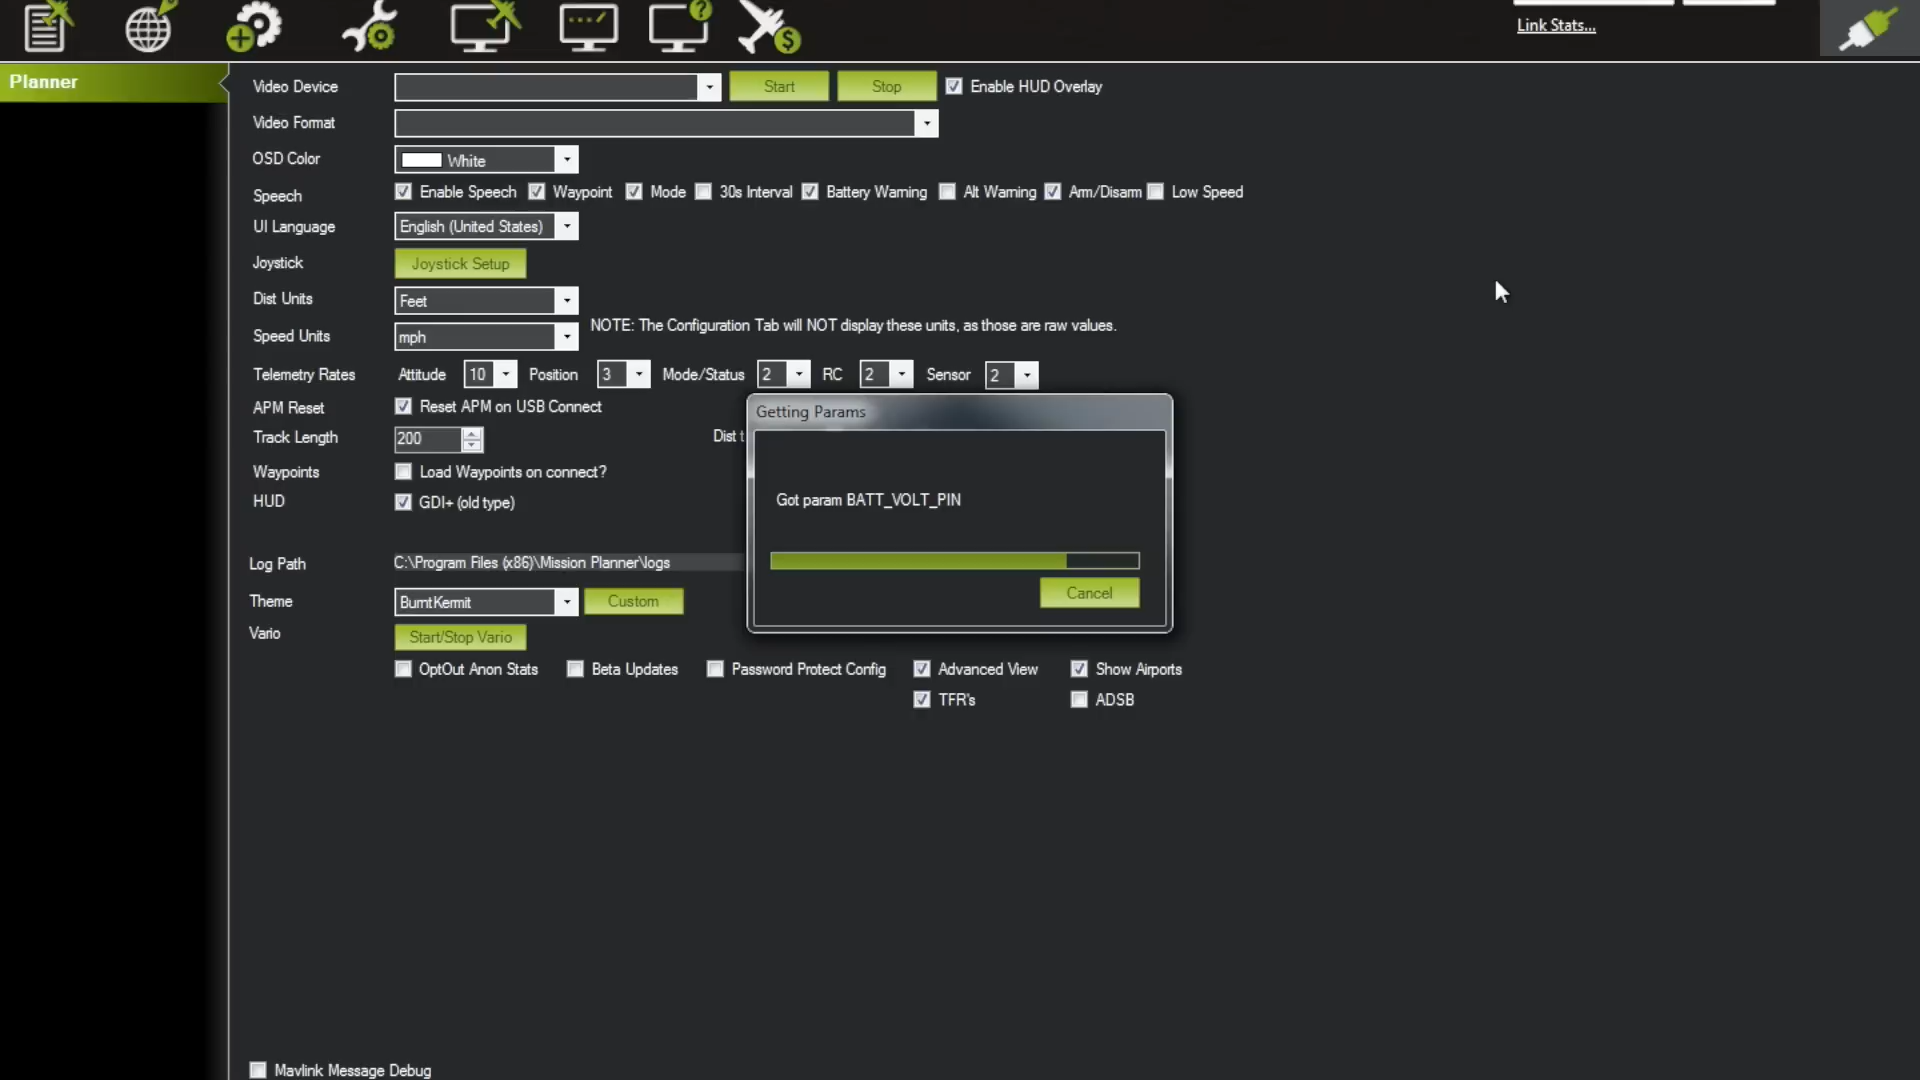 Link Stats...
Planner
Video Device
Start
Stop
Enable HUD Overlay
Video Format
OSD Color
White
Speech
Enable Speech
Waypoint
Mode
30s Interval
Battery Warning
Alt Warning
Arm/Disarm
Low Speed
UI Language
English (United States)
Joystick
Joystick Setup
Dist Units
Feet
Speed Units
mph
NOTE: The Configuration Tab will NOT display these units, as those are raw values.
Telemetry Rates
Attitude
10
Position
3
Mode/Status
2
RC
2
Sensor
2
APM Reset
Reset APM on USB Connect
Track Length
200
Dist t
Waypoints
Load Waypoints on connect?
HUD
GDI+ (old type)
Getting Params
Got param BATT_VOLT_PIN
Cancel
Log Path
C:\Program Files (x86)\Mission Planner\logs
Theme
BurntKermit
Custom
Vario
Start/Stop Vario
OptOut Anon Stats
Beta Updates
Password Protect Config
Advanced View
Show Airports
TFR's
ADSB
Mavlink Message Debug